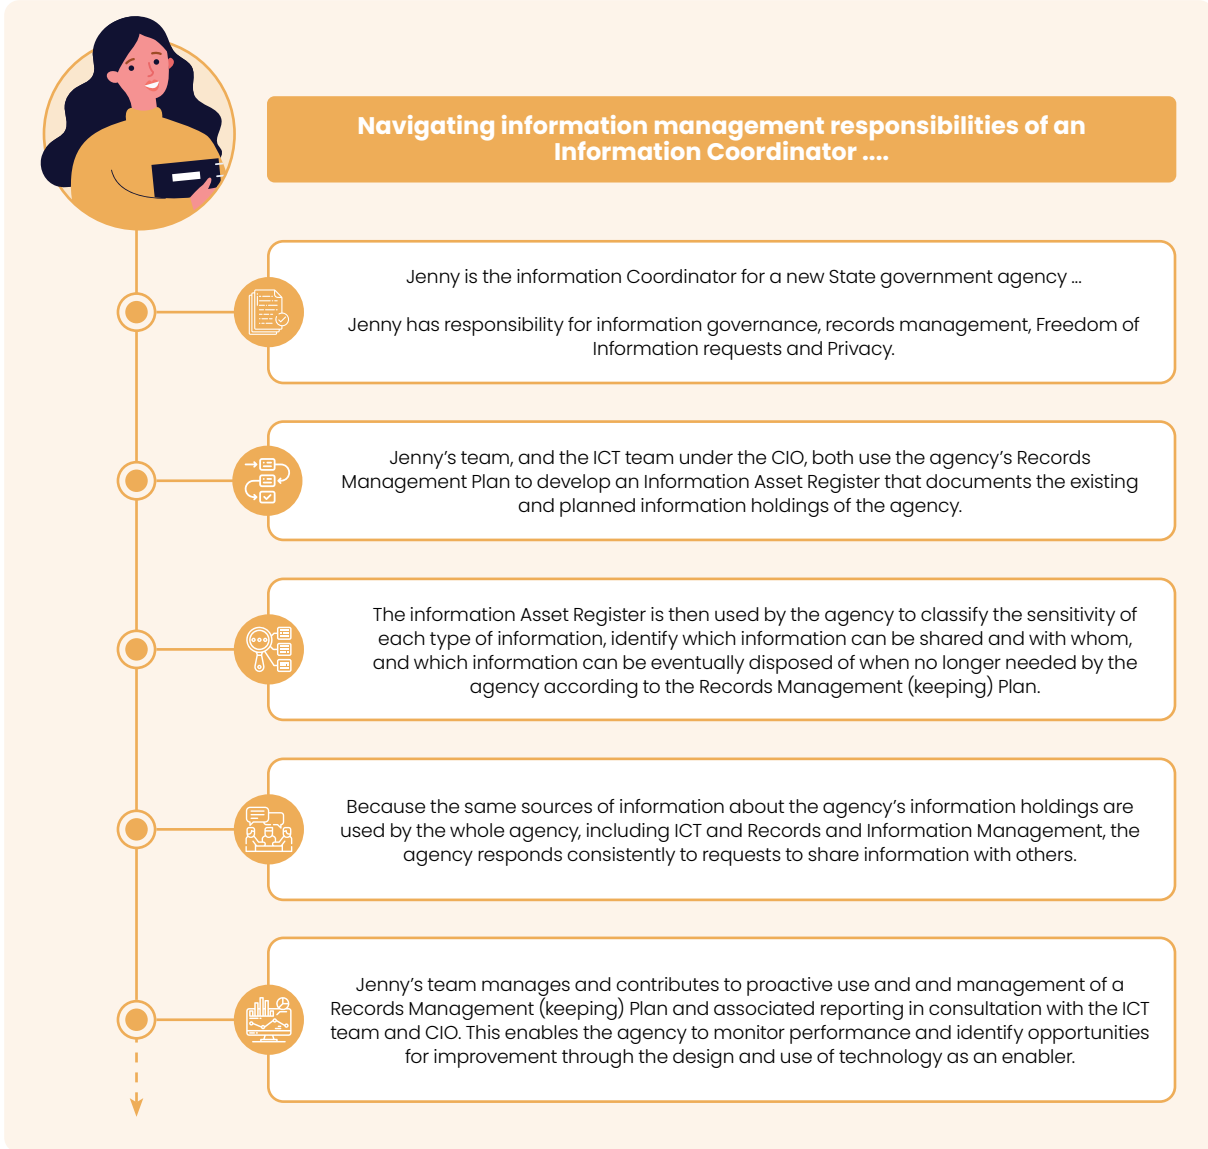 Navigating information management responsibilities of an
Information Coordinator ....
Jenny is the information Coordinator for a new State government agency ...
Jenny has responsibility for information governance, records management, Freedom of
Information requests and Privacy.
Jenny’s team, and the ICT team under the CIO, both use the agency’s Records
Management Plan to develop an Information Asset Register that documents the existing
and planned information holdings of the agency.
The information Asset Register is then used by the agency to classify the sensitivity of
each type of information, identify which information can be shared and with whom,
and which information can be eventually disposed of when no longer needed by the
agency according to the Records Management (keeping) Plan.
Because the same sources of information about the agency’s information holdings are
used by the whole agency, including ICT and Records and Information Management, the
agency responds consistently to requests to share information with others.
Jenny’s team manages and contributes to proactive use and and management of a
Records Management (keeping) Plan and associated reporting in consultation with the ICT
team and CIO. This enables the agency to monitor performance and identify opportunities
for improvement through the design and use of technology as an enabler.